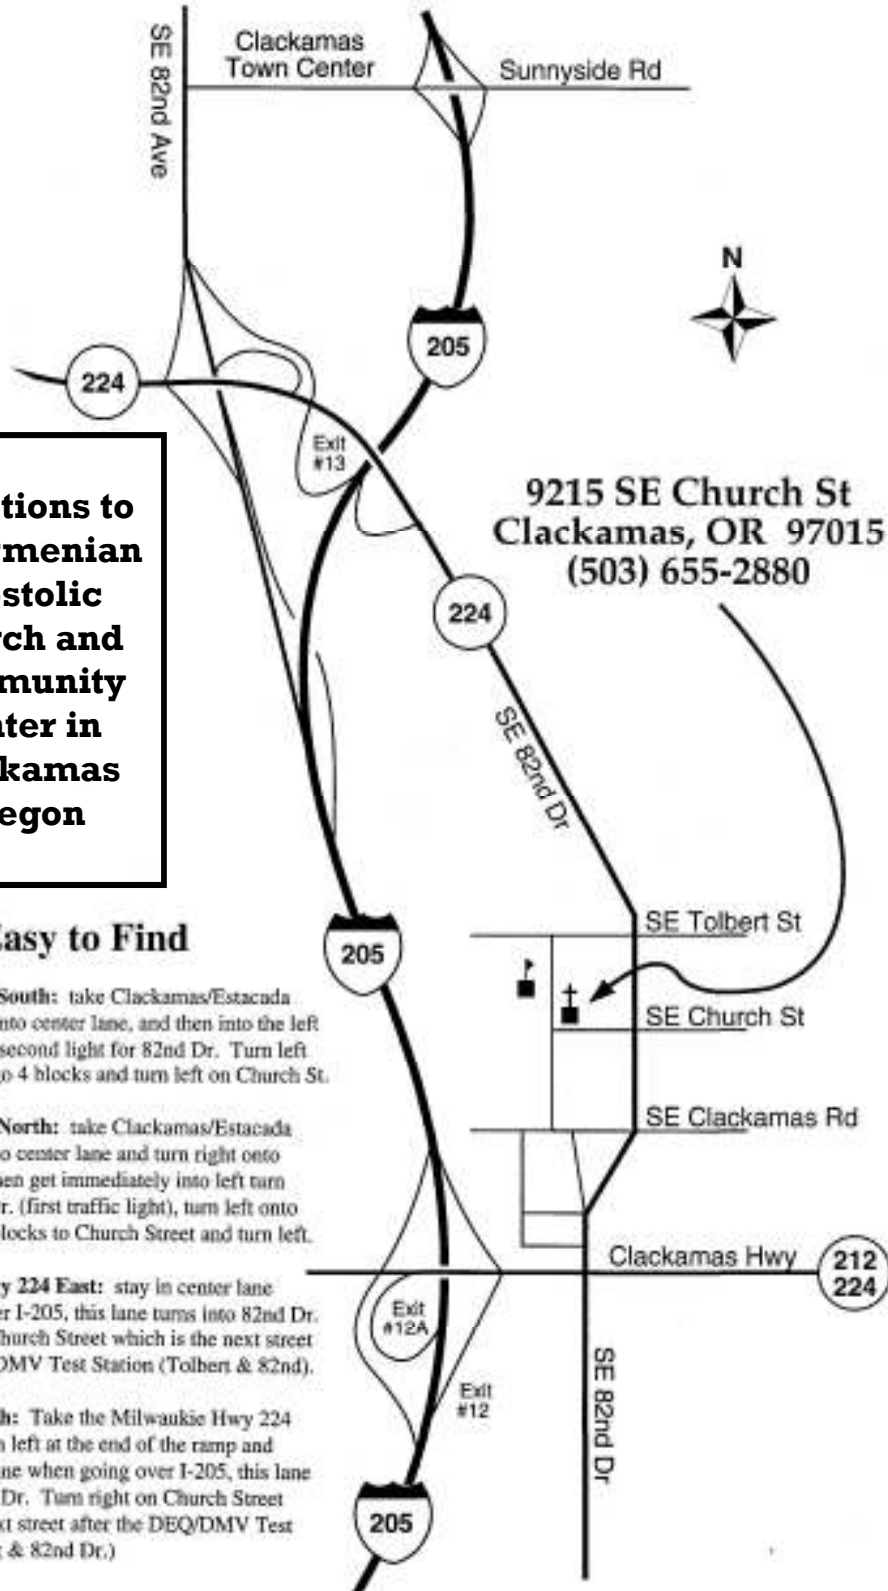 Clackamas
Town Center
Sunnyside Rd
SE 82nd Ave
N
205
224
Exit
#13
9215 SE Church St
Clackamas, OR 97015
(503) 655-2880
tions to
rmenian
stolic
rch and
munity
ter in
kamas
egon
224
SE 82nd Dr
SE Tolbert St
205
SE Church St
SE Clackamas Rd
Clackamas Hwy
212
224
Exit
#12A
Exit
#12
SE 82nd Dr
205
Easy to Find
South: take Clackamas/Estacada
nto center lane, and then into the left
second light for 82nd Dr. Turn left
o 4 blocks and turn left on Church St.
North: take Clackamas/Estacada
o center lane and turn right onto
hen get immediately into left turn
r. (first traffic light), turn left onto
locks to Church Street and turn left.
y 224 East: stay in center lane
er I-205, this lane turns into 82nd Dr.
Church Street which is the next street
DMV Test Station (Tolbert & 82nd).
h: Take the Milwaukie Hwy 224
n left at the end of the ramp and
ne when going over I-205, this lane
Dr. Turn right on Church Street
xt street after the DEQ/DMV Test
t & 82nd Dr.)